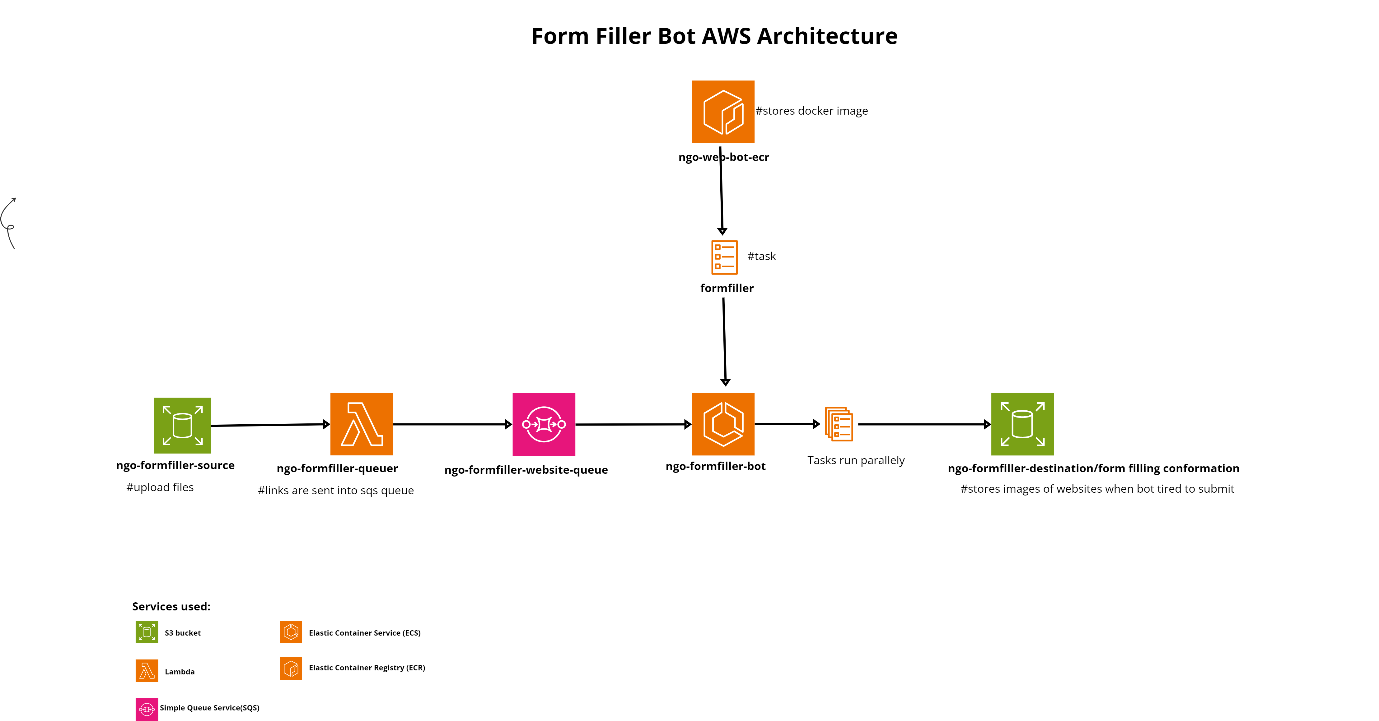 Form Filler Bot AWS Architecture
#stores docker image
ngo-web-bot-ecr
#task
formfiller
ngo-formfiller-source
#upload files
ngo-formfiller-queuer
#links are sent into sqs queue
ngo-formfiller-website-queue
ngo-formfiller-bot
Tasks run parallely
ngo-formfiller-destination/form filling conformation
#stores images of websites when bot tired to submit
Services used:
S3 bucket
Elastic Container Service (ECS)
Lambda
Elastic Container Registry (ECR)
Simple Queue Service(SQS)